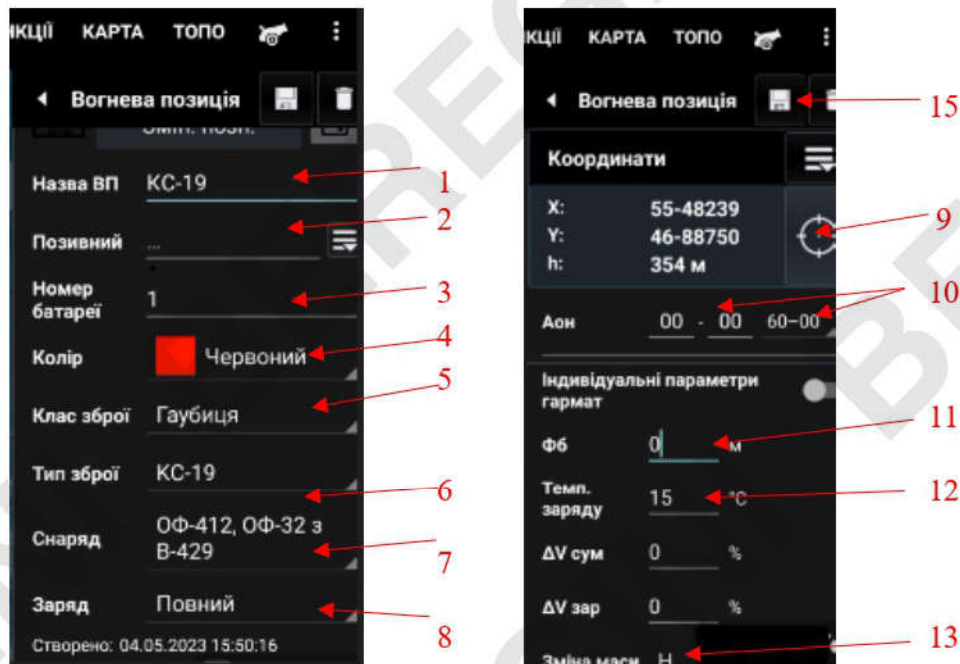 НКЦІЇ КАРТА ТОПО
Вогнева позиція
Назва ВП КС-19
1
Позивний ...
2
Номер батареї 1
3
Колір Червоний
4
Клас зброї Гаубиця
5
Тип зброї КС-19
6
Снаряд ОФ-412, ОФ-32 з
В-429
7
Заряд Повний
8
Створено: 04.05.2023 15:50:16
КЦІЇ КАРТА ТОПО
Вогнева позиція
15
Координати
X: 55-48239
Y: 46-88750
h: 354 м
9
Аон 00 - 00 60-00
10
Індивідуальні параметри
гармат
Фб 0 м
11
Темп.
заряду 15 °C
12
ΔV сум 0 %
ΔV зар 0 %
Зміна маси Н
13